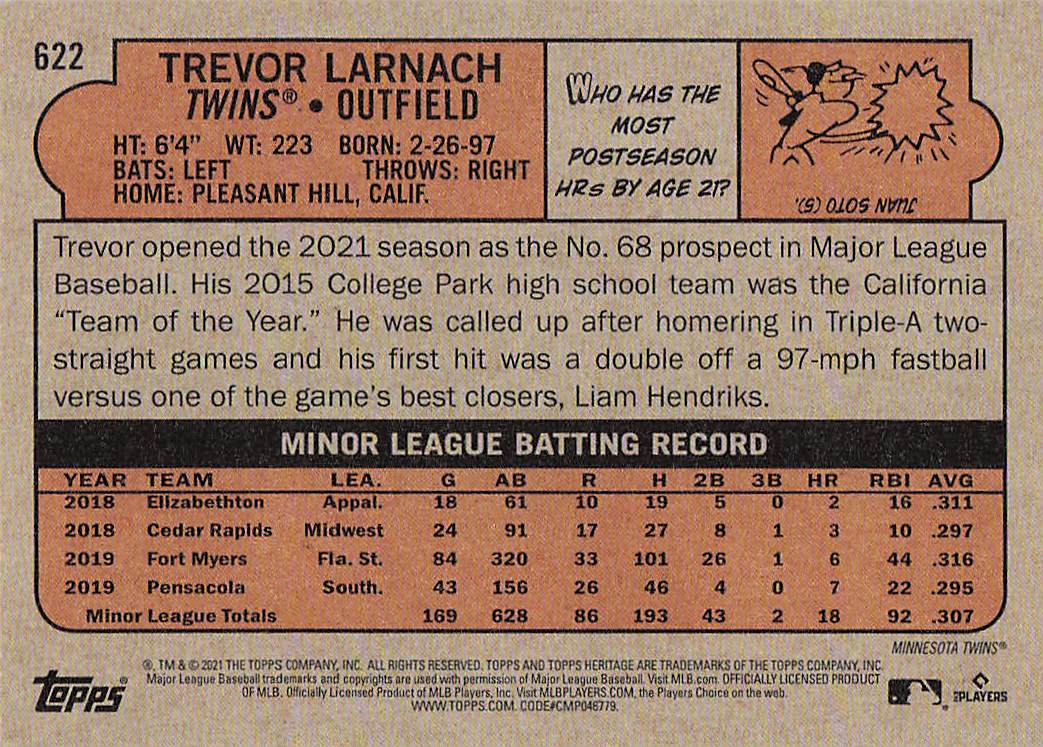 622
TREVOR LARNACH
TWINS® • OUTFIELD
HT: 6'4” WT: 223 BORN: 2-26-97
BATS: LEFT THROWS: RIGHT
HOME: PLEASANT HILL, CALIF.
WHO HAS THE
MOST
POSTSEASON
HRs BY AGE 21?
JUAN SOTO (5).
Trevor opened the 2021 season as the No. 68 prospect in Major League
Baseball. His 2015 College Park high school team was the California
“Team of the Year.” He was called up after homering in Triple-A two-
straight games and his first hit was a double off a 97-mph fastball
versus one of the game's best closers, Liam Hendriks.
MINOR LEAGUE BATTING RECORD
YEAR TEAM LEA. G AB R H 2B 3B HR RBI AVG
2018 Elizabethton Appal. 18 61 10 19 5 0 2 16 .311
2018 Cedar Rapids Midwest 24 91 17 27 8 1 3 10 .297
2019 Fort Myers Fla. St. 84 320 33 101 26 1 6 44 .316
2019 Pensacola South. 43 156 26 46 4 0 7 22 .295
Minor League Totals 169 628 86 193 43 2 18 92 .307
MINNESOTA TWINS®
®, TM & © 2021 THE TOPPS COMPANY, INC. ALL RIGHTS RESERVED. TOPPS AND TOPPS HERITAGE ARE TRADEMARKS OF THE TOPPS COMPANY, INC.
Major League Baseball trademarks and copyrights are used with permission of Major League Baseball. Visit MLB.com. OFFICIALLY LICENSED PRODUCT
OF MLB. Officially Licensed Product of MLB Players, Inc. Visit MLBPLAYERS.COM, the Players Choice on the web.
WWW.TOPPS.COM. CODE#CMP046779.
topps®
MLBPLAYERS